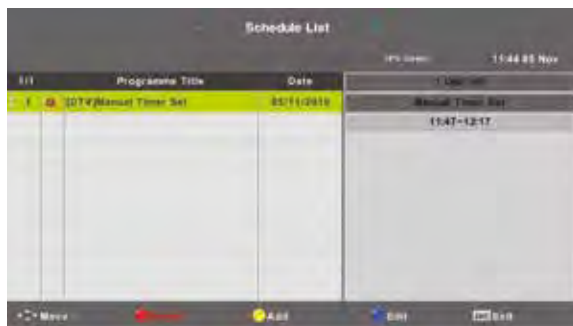 Schedule List
11:44 05 Nov
1/1 Programme Title Date
1 [DTV]Manual Timer Set 05/11/2010
Manual Timer Set
11:47~12:17
Move
Add
Edit
Exit